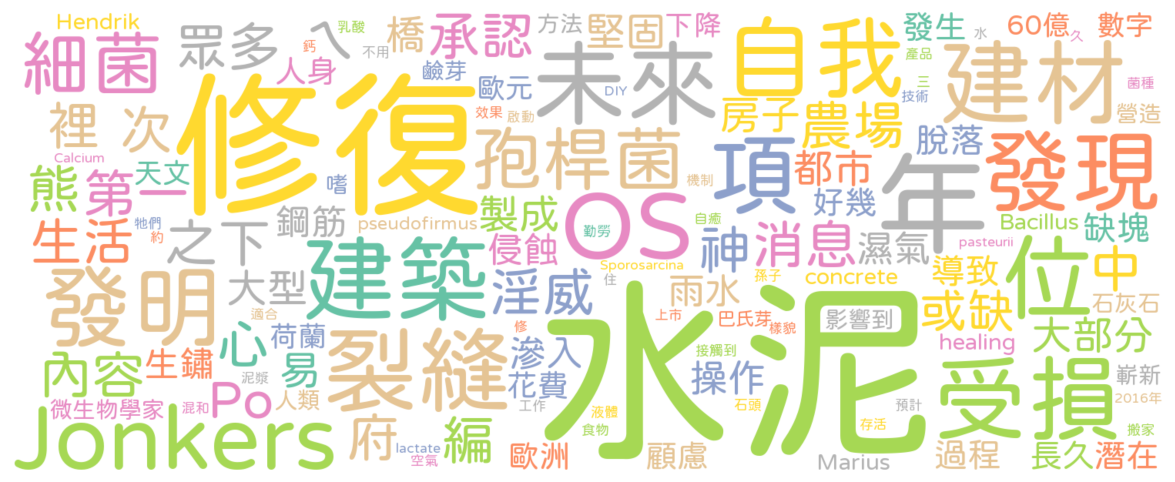 Hendrik
細菌
眾多
ㄟ
乳酸
鈣
不用
橋
承認
方法
堅固
下降
自我
發生
水
60億
久
數字
人身
鹼芽
歐元
DIY
未來
產品
三
技術
建材
菌種
裡
次
修復
效果
啟動
房子
農場
營造
Calcium
天文
嗜
孢桿菌
機制
項
都市
脫落
發現
熊
第一
牠們
約
之下
鋼筋
pseudofirmus
製成
OS
勤勞
自癒
好幾
年
Bacillus
缺塊
生活
建築
侵蝕
神
消息
濕氣
pasteurii
Sporosarcina
住
孫子
concrete
導致
位
中
發明
大型
適合
淫威
雨水
上市
巴氏芽
樣貌
影響到
或缺
石灰石
荷蘭
心
裂縫
修
滲入
水泥
healing
大部分
內容
生鏽
泥漿
易
花費
接觸到
操作
受損
嶄新
微生物學家
混和
Po
人類
工作
液體
石頭
存活
預計
2016年
Jonkers
府
lactate
空氣
編
歐洲
食物
顧慮
Marius
過程
長久
潛在
搬家